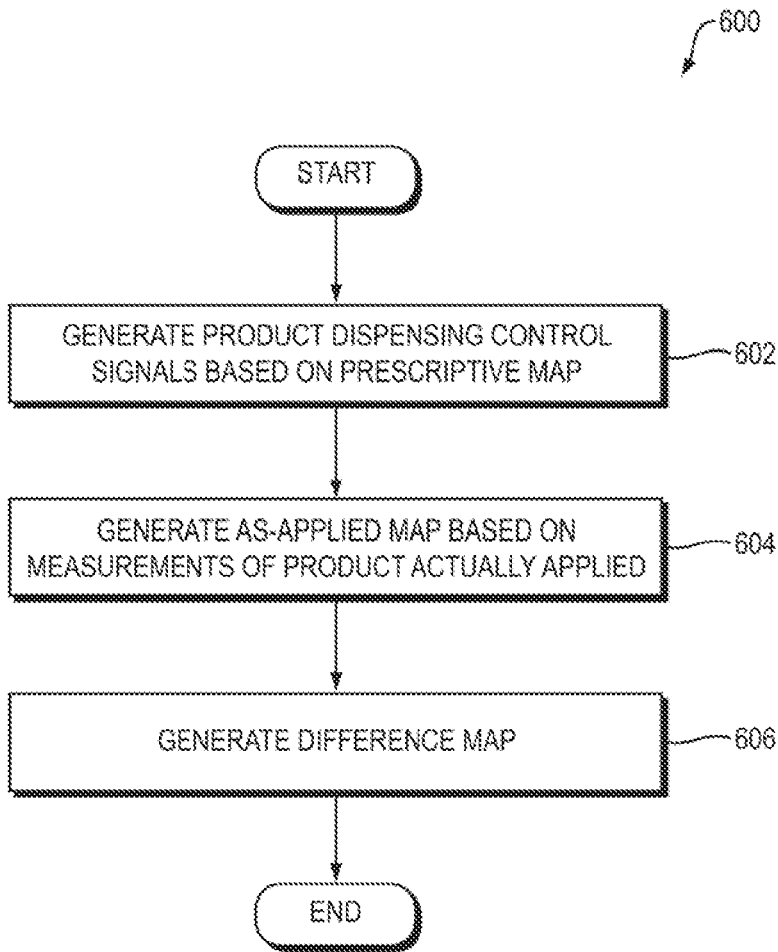 600
START
GENERATE PRODUCT DISPENSING CONTROL
SIGNALS BASED ON PRESCRIPTIVE MAP
602
GENERATE AS-APPLIED MAP BASED ON
MEASUREMENTS OF PRODUCT ACTUALLY APPLIED
604
GENERATE DIFFERENCE MAP
606
END